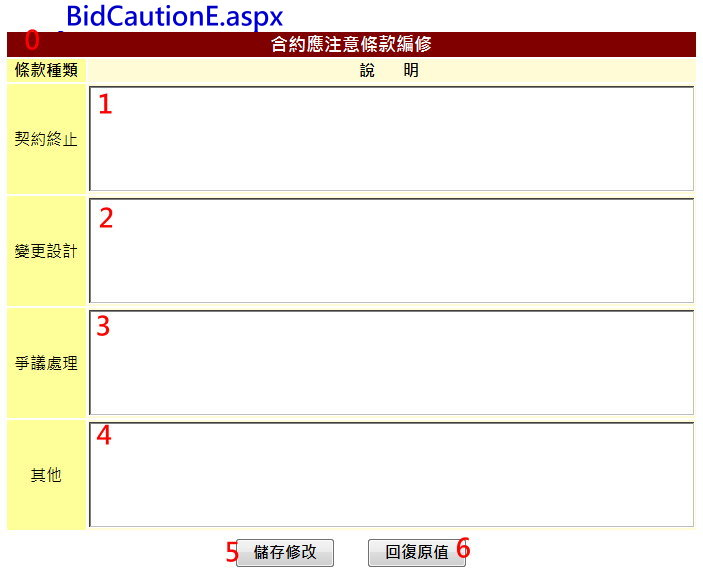 BidCautionE.aspx
0 合約應注意條款編修
條款種類 說 明
契約終止 1
變更設計 2
爭議處理 3
其他 4
5 儲存修改 回復原值 6